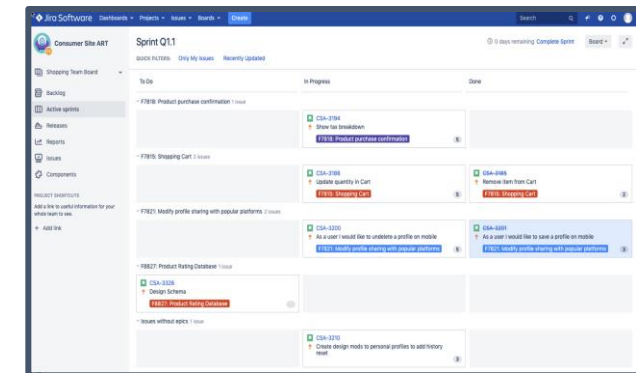 Jira Software Dashboards Projects Issues Boards Create Search
Consumer Site ART
Shopping Team Board
Backlog
Active sprints
Releases
Reports
Issues
Components
PROJECT SHORTCUTS
Add a link to useful information for your
whole team to see.
+ Add link
Sprint Q1.1
0 days remaining Complete Sprint Board
QUICK FILTERS: Only My Issues Recently Updated
To Do In Progress Done
F7818: Product purchase confirmation 1 issue
CSA-3194
Show tax breakdown
F7818: Product purchase confirmation
F7815: Shopping Cart 2 issues
Update quantity in Cart
F7815: Shopping Cart
Remove item from Cart
F7815: Shopping Cart
F7821: Modify profile sharing with popular platforms 2 issues
CSA-3200
As a user I would like to undelete a profile on mobile
F7821: Modify profile sharing with popular platforms
CSA-3201
As a user I would like to save a profile on mobile
F7821: Modify profile sharing with popular platforms
F8827: Product Rating Database 1 issue
Design Schema
F8827: Product Rating Database
Issues without epics 1 issue
CSA-3210
Create design mods to personal profiles to add history
reset